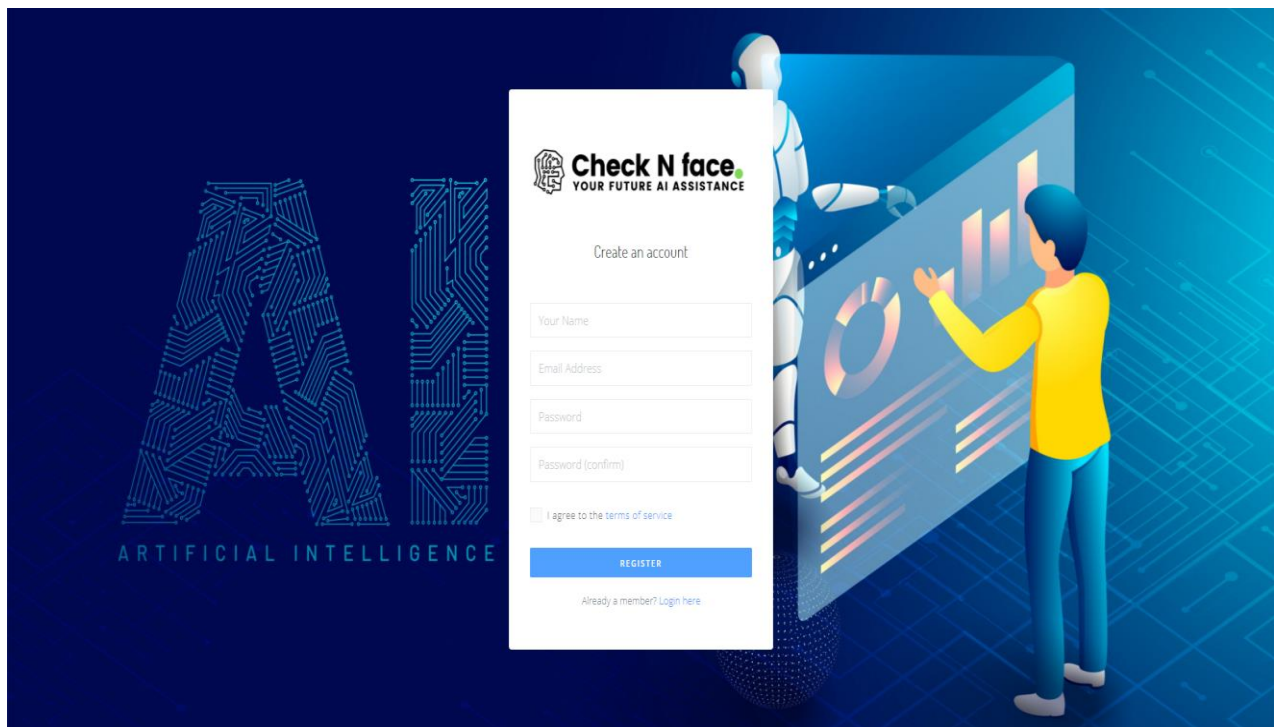 AI
ARTIFICIAL INTELLIGENCE
Check N face.
YOUR FUTURE AI ASSISTANCE
Create an account
Your Name
Email Address
Password
Password (confirm)
I agree to the terms of service
REGISTER
Already a member? Login here